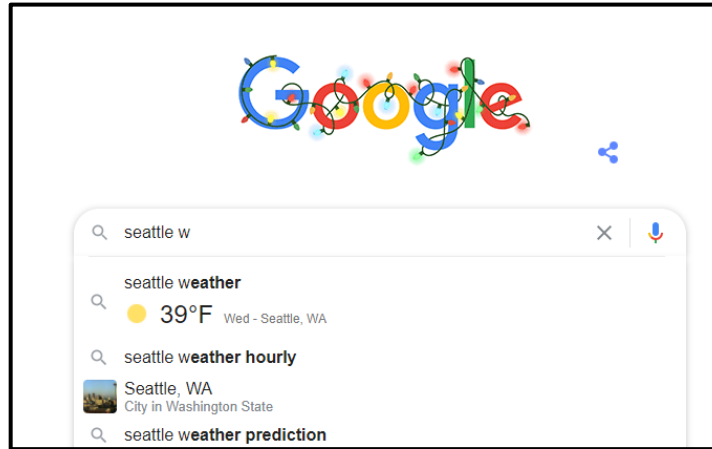 Google
seattle w
seattle weather
39°F Wed - Seattle, WA
seattle weather hourly
Seattle, WA
City in Washington State
seattle weather prediction